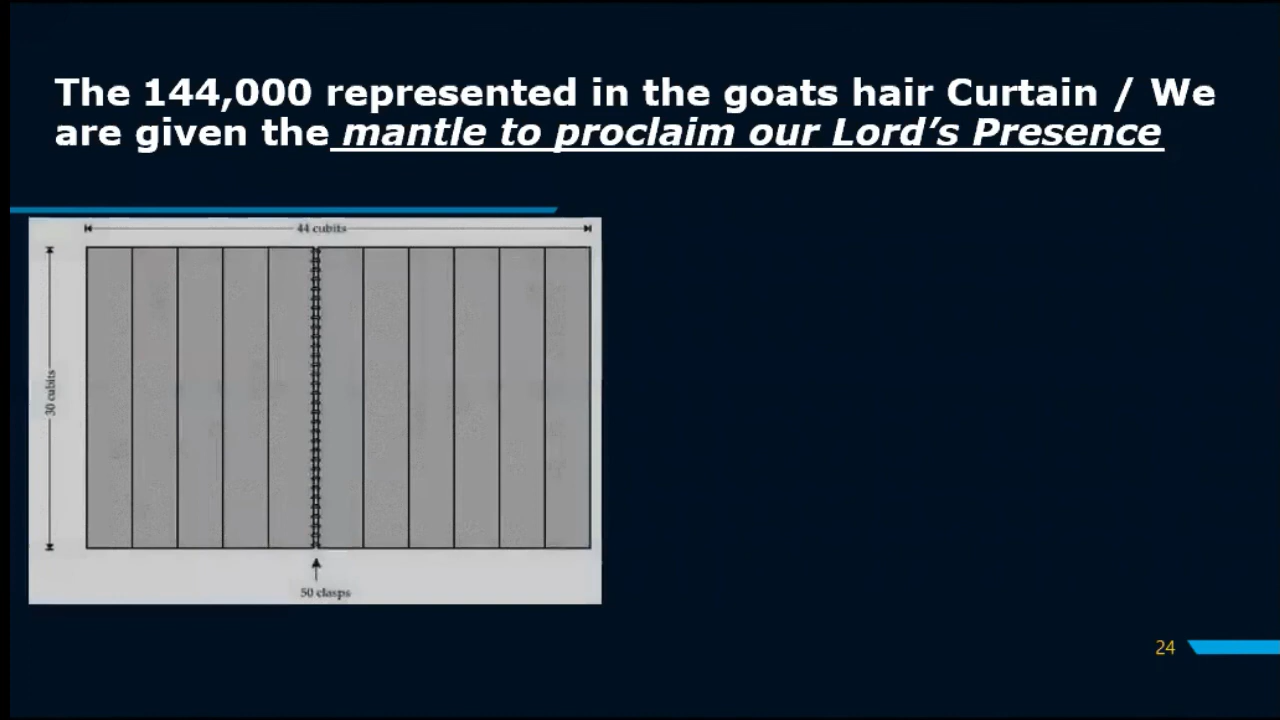 The 144,000 represented in the goats hair Curtain / We
are given the mantle to proclaim our Lord’s Presence
44 cubits
30 cubits
50 clasps
24